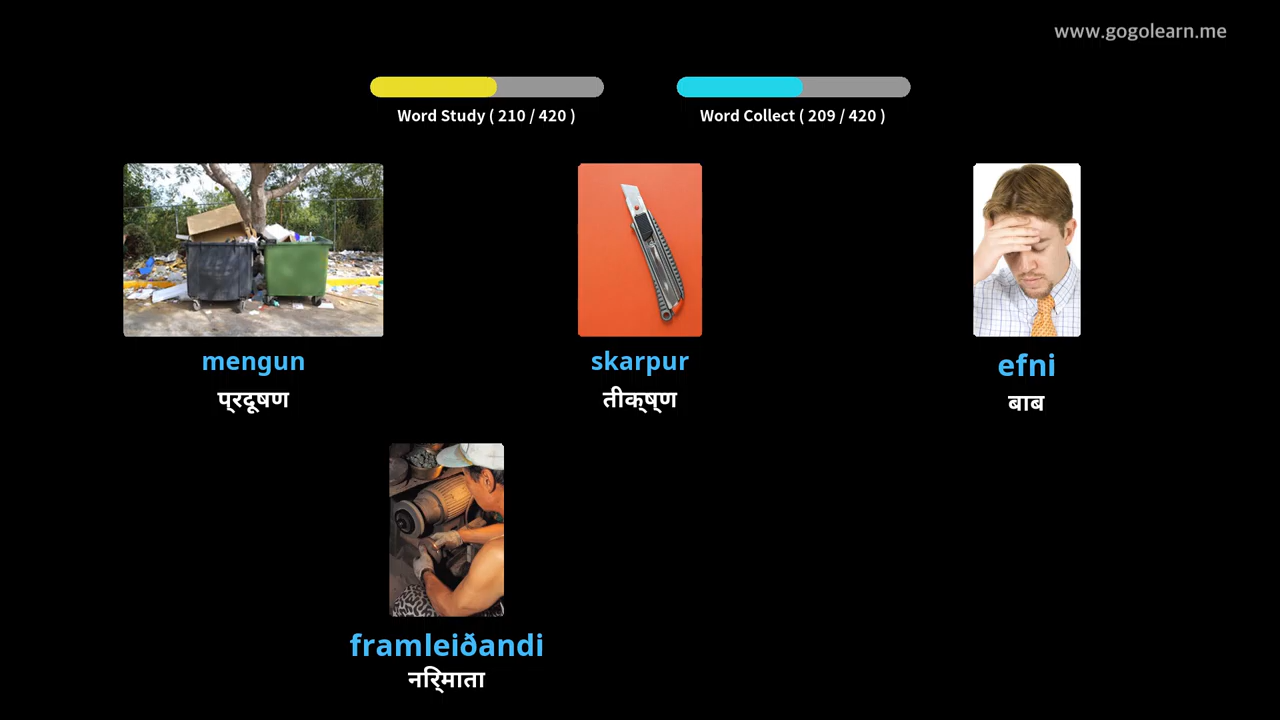 www.gogolearn.me
Word Study ( 210 / 420 )
Word Collect ( 209 / 420 )
mengun
प्रदूषण
skarpur
तीक्ष्ण
efni
बाब
framleiðandi
निर्माता